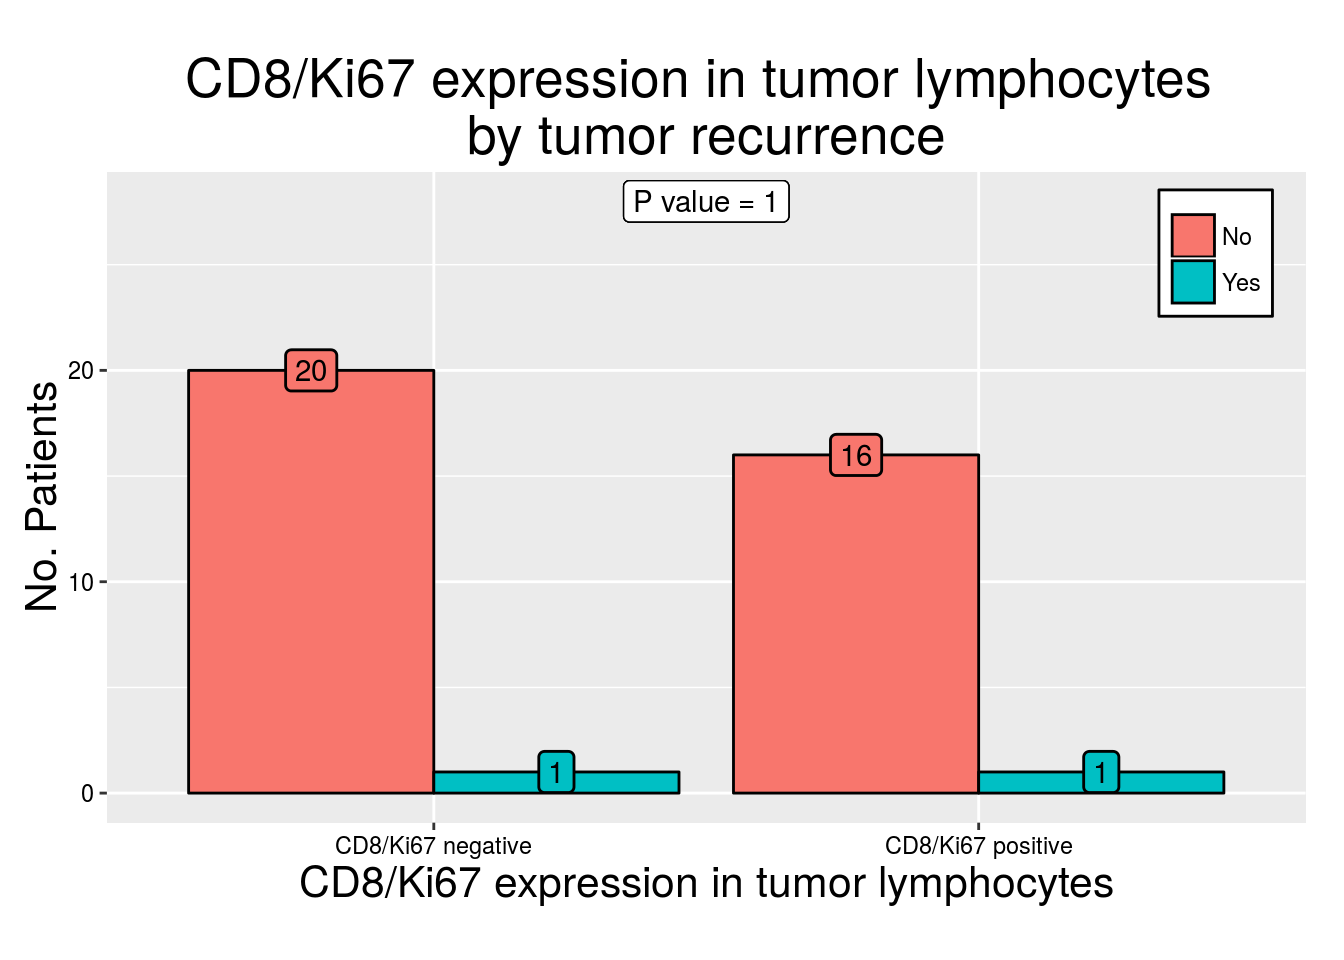 CD8/Ki67 expression in tumor lymphocytes
by tumor recurrence
P value = 1
No
Yes
No. Patients
20
10
0
20
1
16
1
CD8/Ki67 negative
CD8/Ki67 positive
CD8/Ki67 expression in tumor lymphocytes